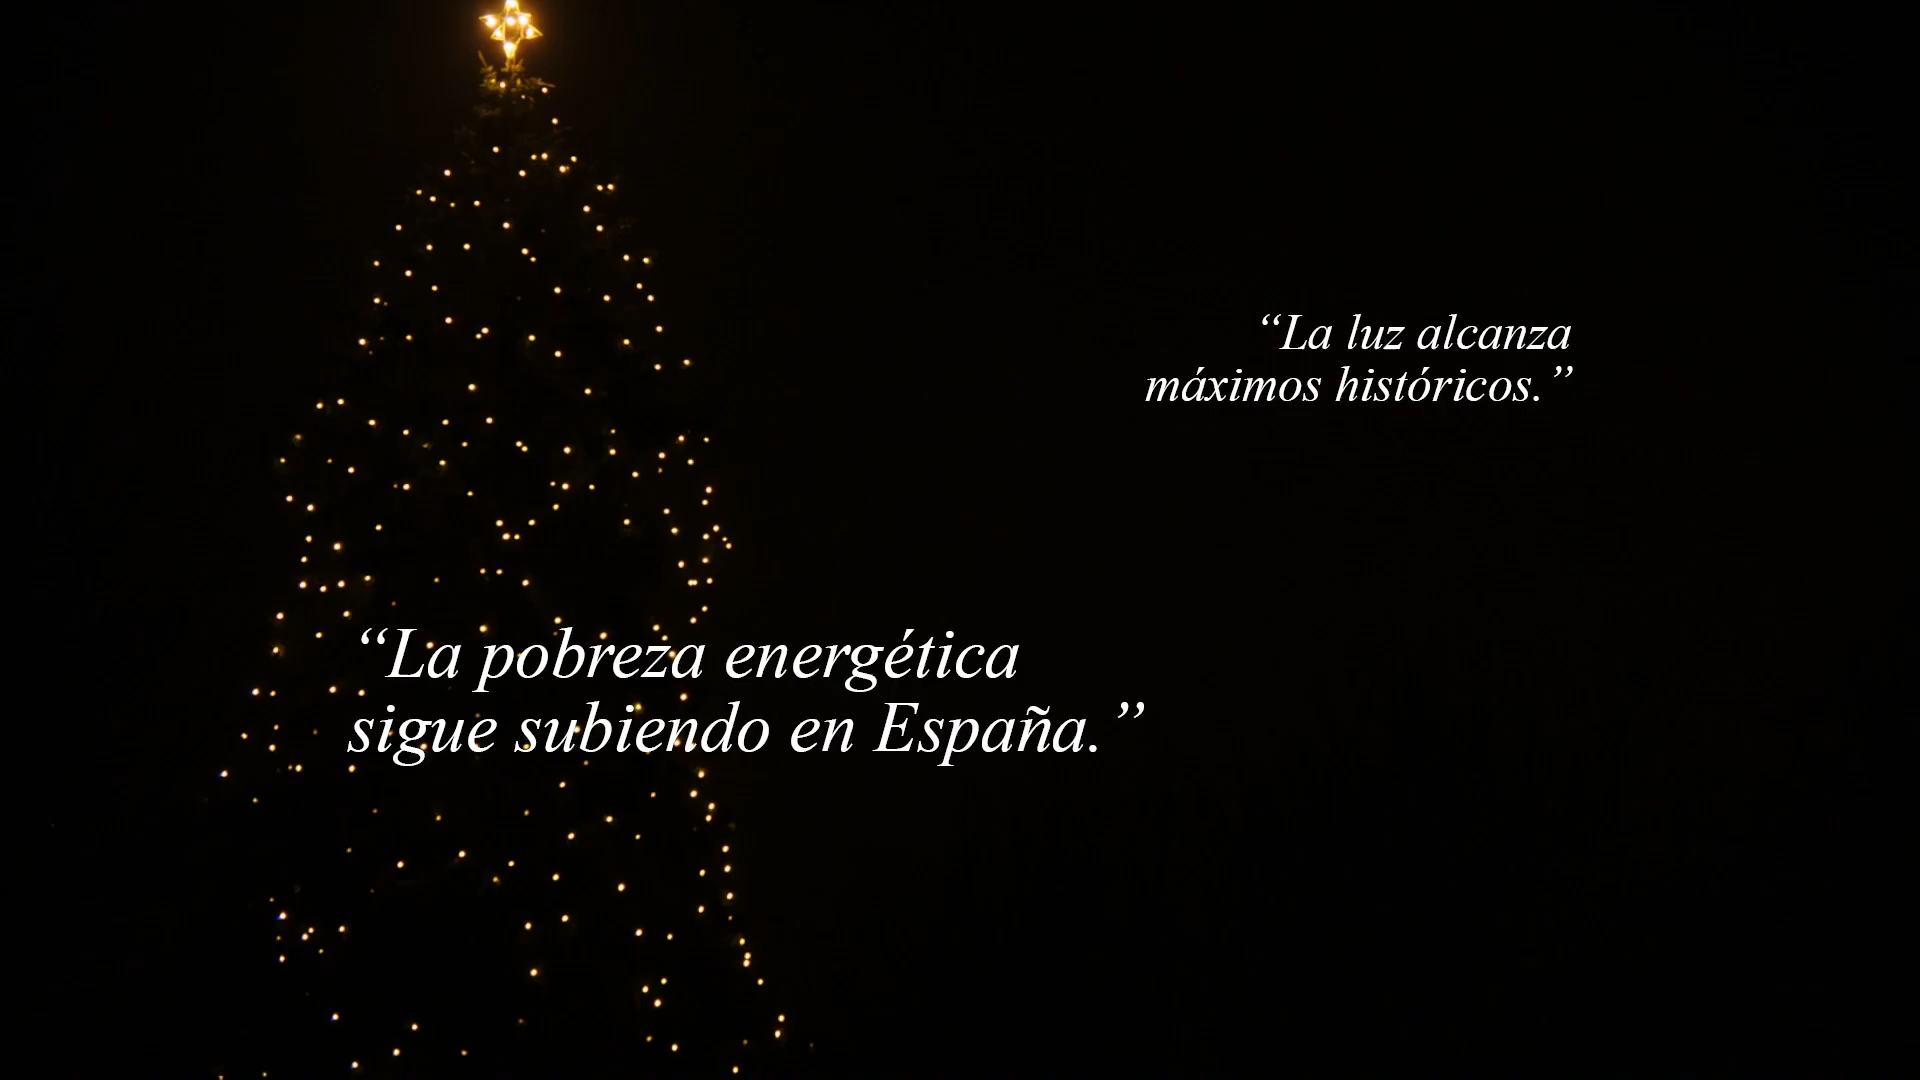 “La luz alcanza
máximos históricos.”
“La pobreza energética
sigue subiendo en España.”